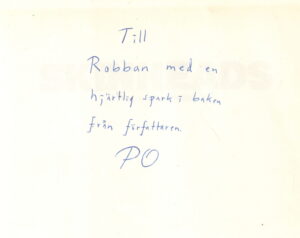 Till
Robban med en
hjärtlig spark i baken
från författaren.
PO